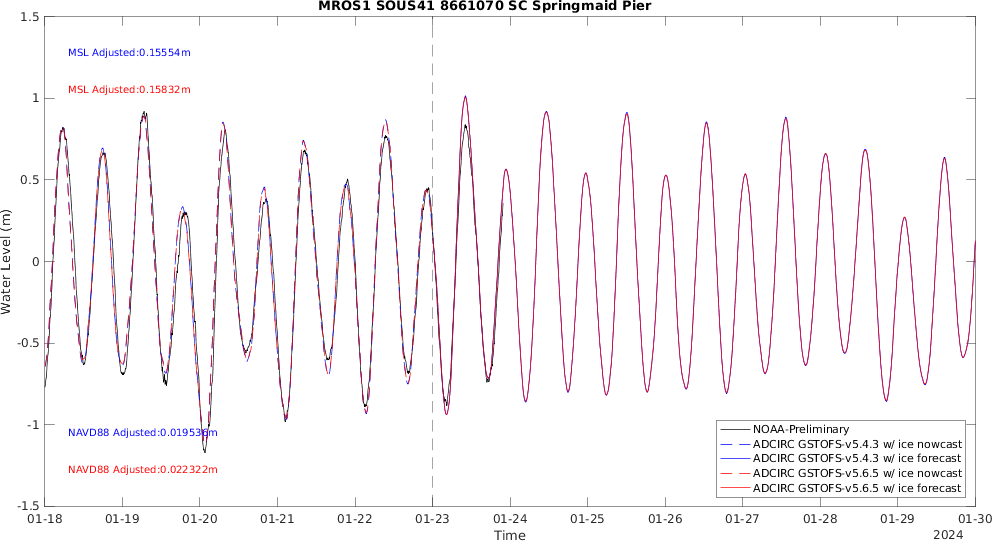 MROS1 SOUS41 8661070 SC Springmaid Pier
1.5
MSL Adjusted:0.15554m
MSL Adjusted:0.15832m
1
0.5
0
-0.5
-1
-1.5
Water Level (m)
NAVD88 Adjusted:0.019536m
NAVD88 Adjusted:0.022322m
NOAA-Preliminary
ADCIRC GSTOFS-v5.4.3 w/ ice nowcast
ADCIRC GSTOFS-v5.4.3 w/ ice forecast
ADCIRC GSTOFS-v5.6.5 w/ ice nowcast
ADCIRC GSTOFS-v5.6.5 w/ ice forecast
01-18 01-19 01-20 01-21 01-22 01-23 01-24 01-25 01-26 01-27 01-28 01-29 01-30
Time
2024